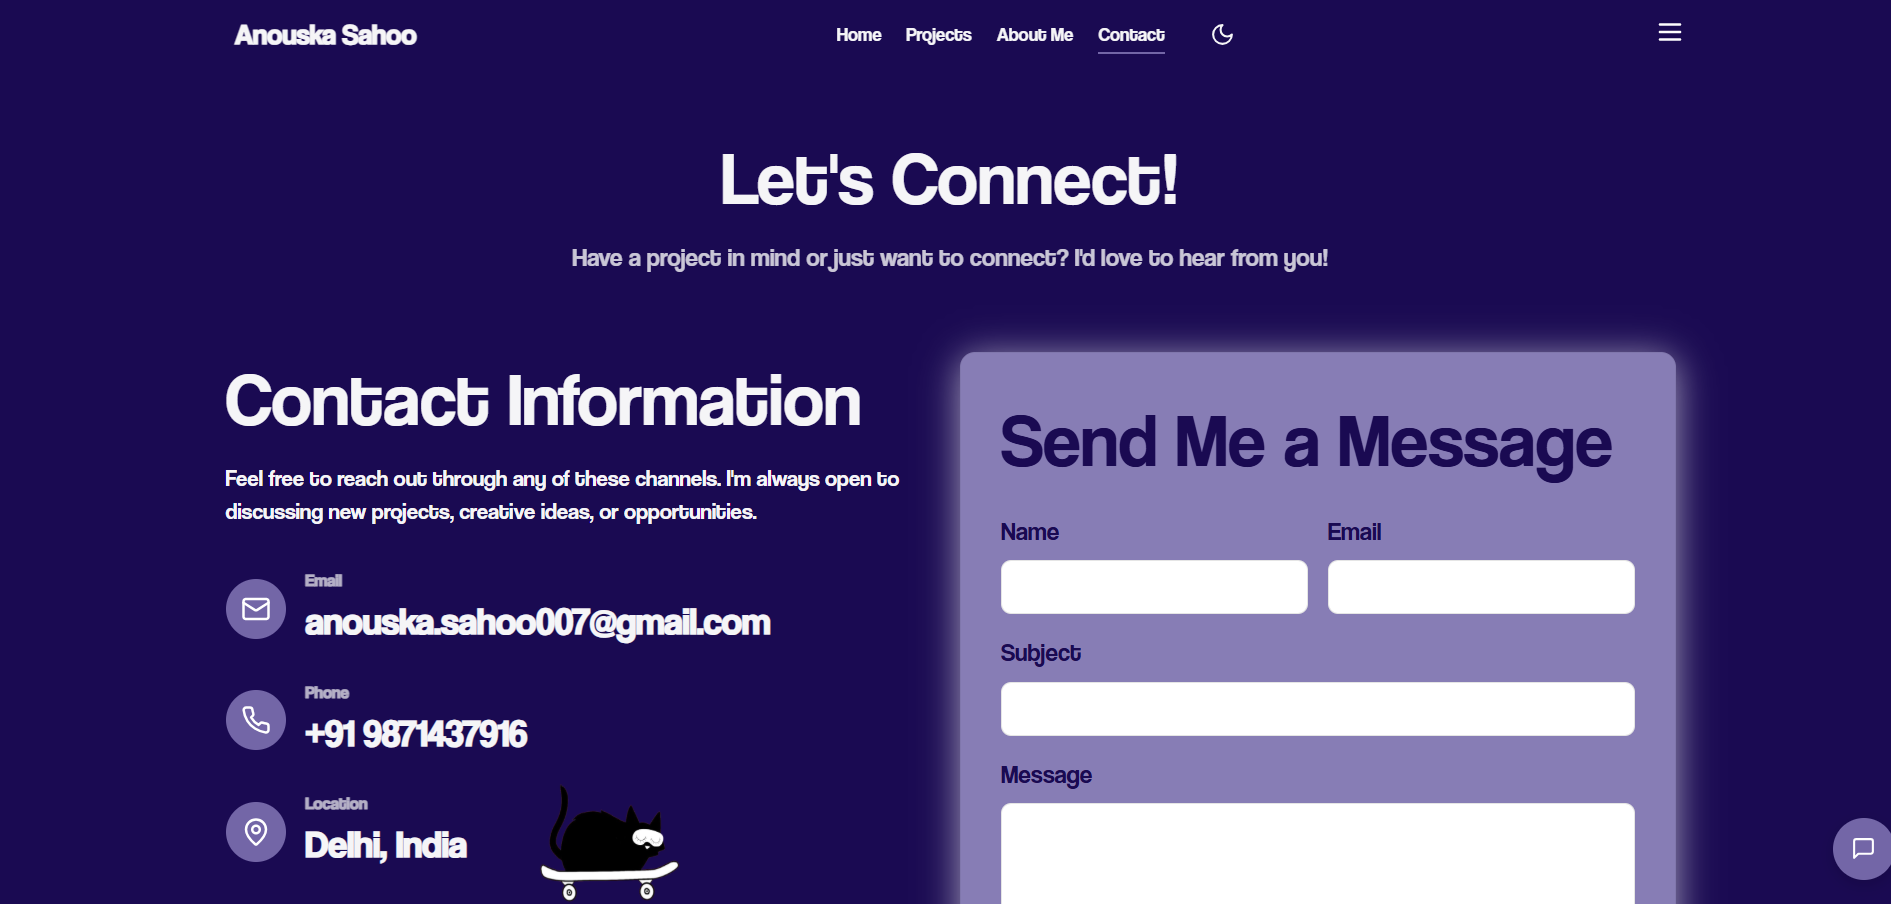 Anouska Sahoo
Home Projects About Me Contact
Let's Connect!
Have a project in mind or just want to connect? I'd love to hear from you!
Contact Information
Feel free to reach out through any of these channels. I'm always open to
discussing new projects, creative ideas, or opportunities.
Email
anouska.sahoo007@gmail.com
Phone
+91 9871437916
Location
Delhi, India
Send Me a Message
Name
Email
Subject
Message